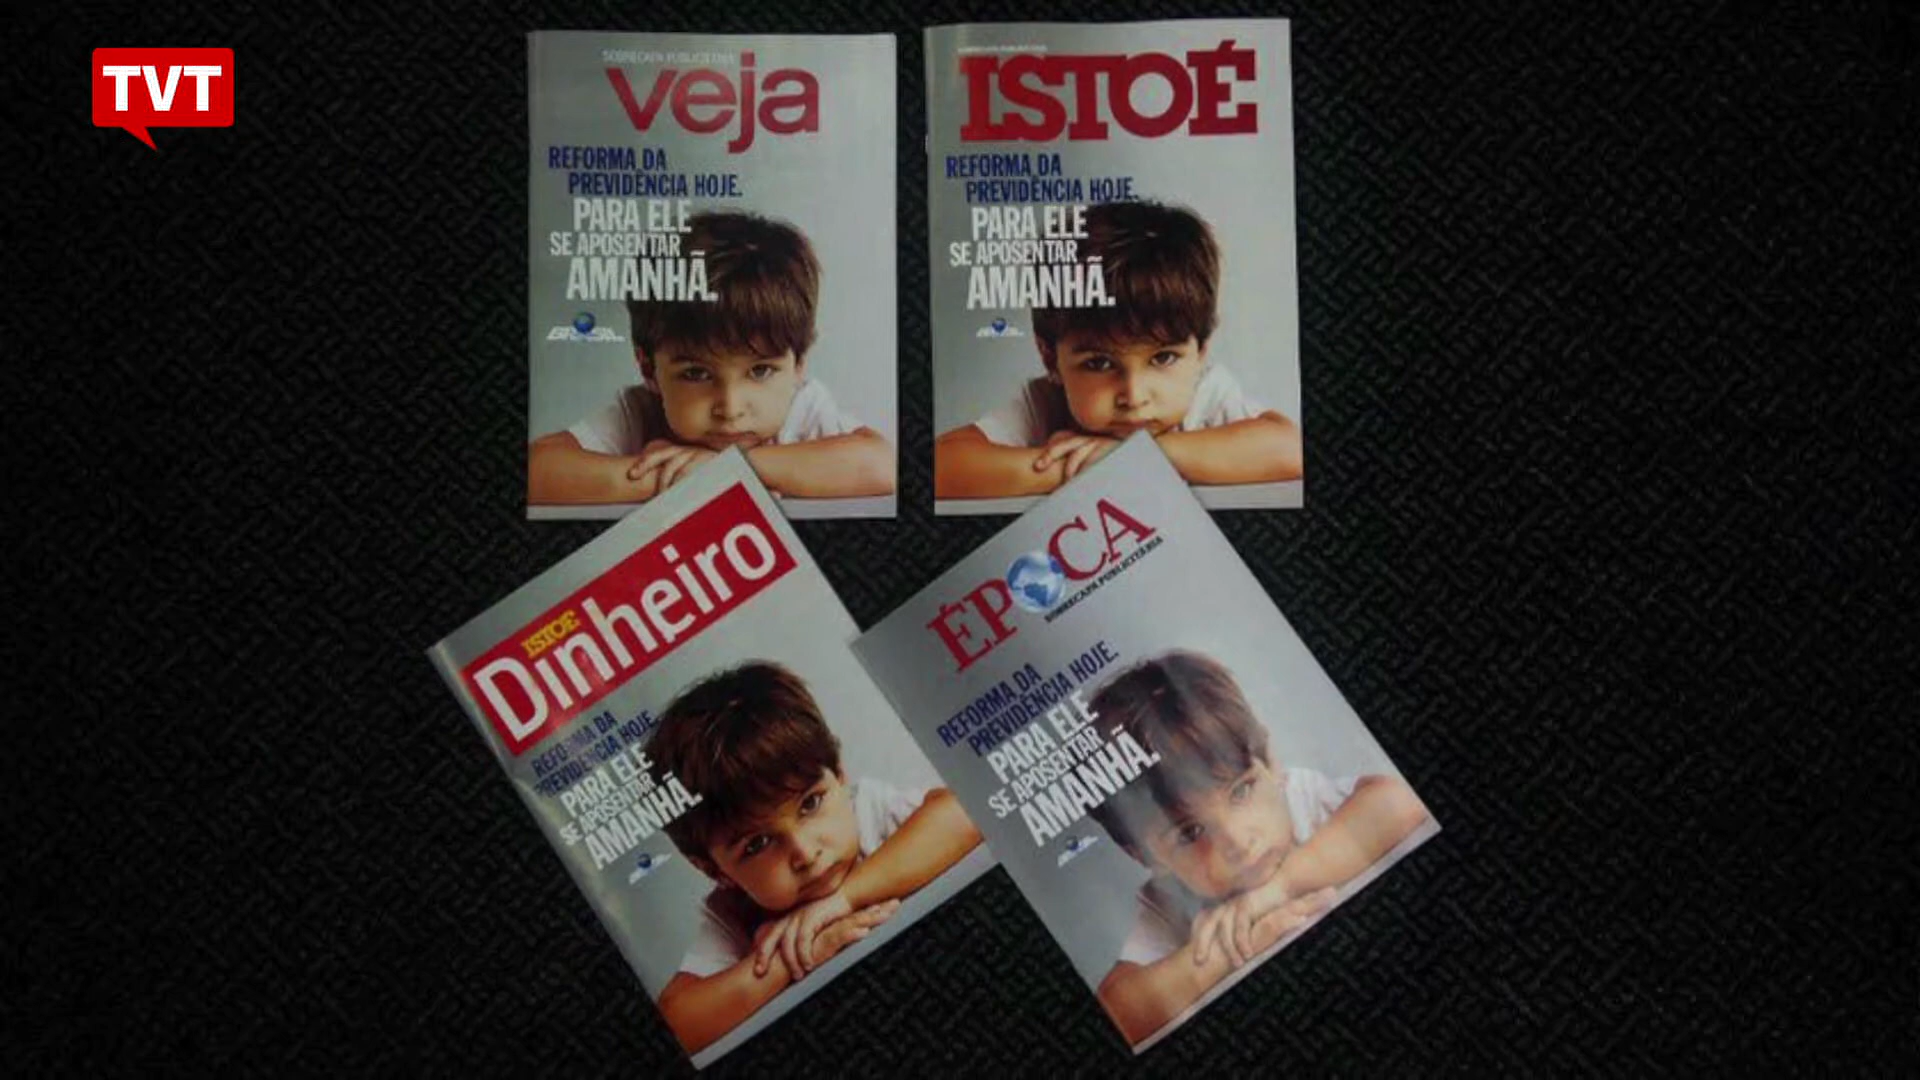 TVT
SOBRECAPA PUBLICITÁRIA
veja
REFORMA DA
PREVIDÊNCIA HOJE.
PARA ELE
SE APOSENTAR
AMANHÃ.
BRASIL
ISTOÉ
REFORMA DA
PREVIDÊNCIA HOJE.
PARA ELE
SE APOSENTAR
AMANHÃ.
BRASIL
ISTOÉ
Dinheiro
REFORMA DA
PREVIDÊNCIA HOJE.
PARA ELE
SE APOSENTAR
AMANHÃ.
ÉPOCA
SOBRECAPA PUBLICITÁRIA
REFORMA DA
PREVIDÊNCIA HOJE.
PARA ELE
SE APOSENTAR
AMANHÃ.